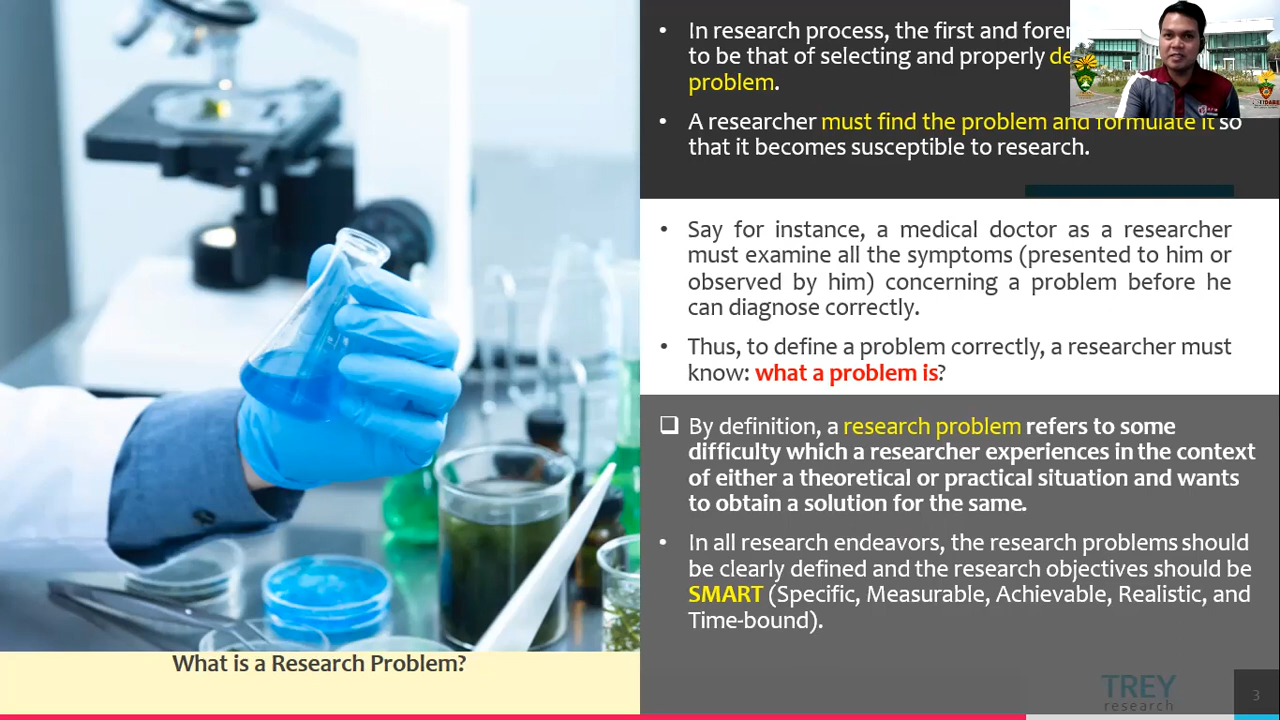 In research process, the first and
to be that of selecting and properly
problem.
A researcher must find the problem and formulate it so
that it becomes susceptible to research.
Say for instance, a medical doctor as a researcher
must examine all the symptoms (presented to him or
observed by him) concerning a problem before he
can diagnose correctly.
Thus, to define a problem correctly, a researcher must
know: what a problem is?
By definition, a research problem refers to some
difficulty which a researcher experiences in the context
of either a theoretical or practical situation and wants
to obtain a solution for the same.
In all research endeavors, the research problems should
be clearly defined and the research objectives should be
SMART (Specific, Measurable, Achievable, Realistic, and
Time-bound).
What is a Research Problem?
TREY
research
3